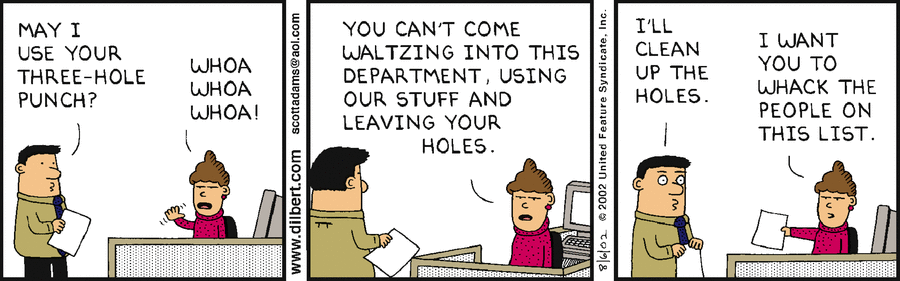 MAY I
USE YOUR
THREE-HOLE
PUNCH?
WHOA
WHOA
WHOA!
www.dilbert.com scottadams@aol.com
YOU CAN'T COME
WALTZING INTO THIS
DEPARTMENT, USING
OUR STUFF AND
LEAVING YOUR
HOLES.
8/6/02 © 2002 United Feature Syndicate, Inc.
I'LL
CLEAN
UP THE
HOLES.
I WANT
YOU TO
WHACK THE
PEOPLE ON
THIS LIST.